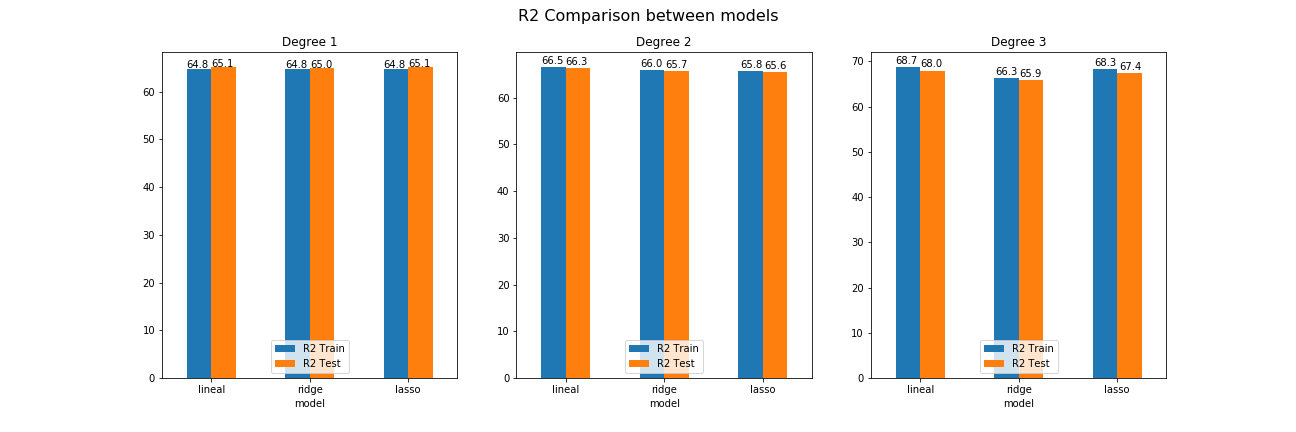 R2 Comparison between models
Degree 1
64.8 65.1 64.8 65.0 64.8 65.1
60
50
40
30
20
10
0
R2 Train
R2 Test
lineal ridge lasso
model
Degree 2
66.5 66.3 66.0 65.7 65.8 65.6
60
50
40
30
20
10
0
R2 Train
R2 Test
lineal ridge lasso
model
Degree 3
68.7 68.0 66.3 65.9 68.3 67.4
70
60
50
40
30
20
10
0
R2 Train
R2 Test
lineal ridge lasso
model